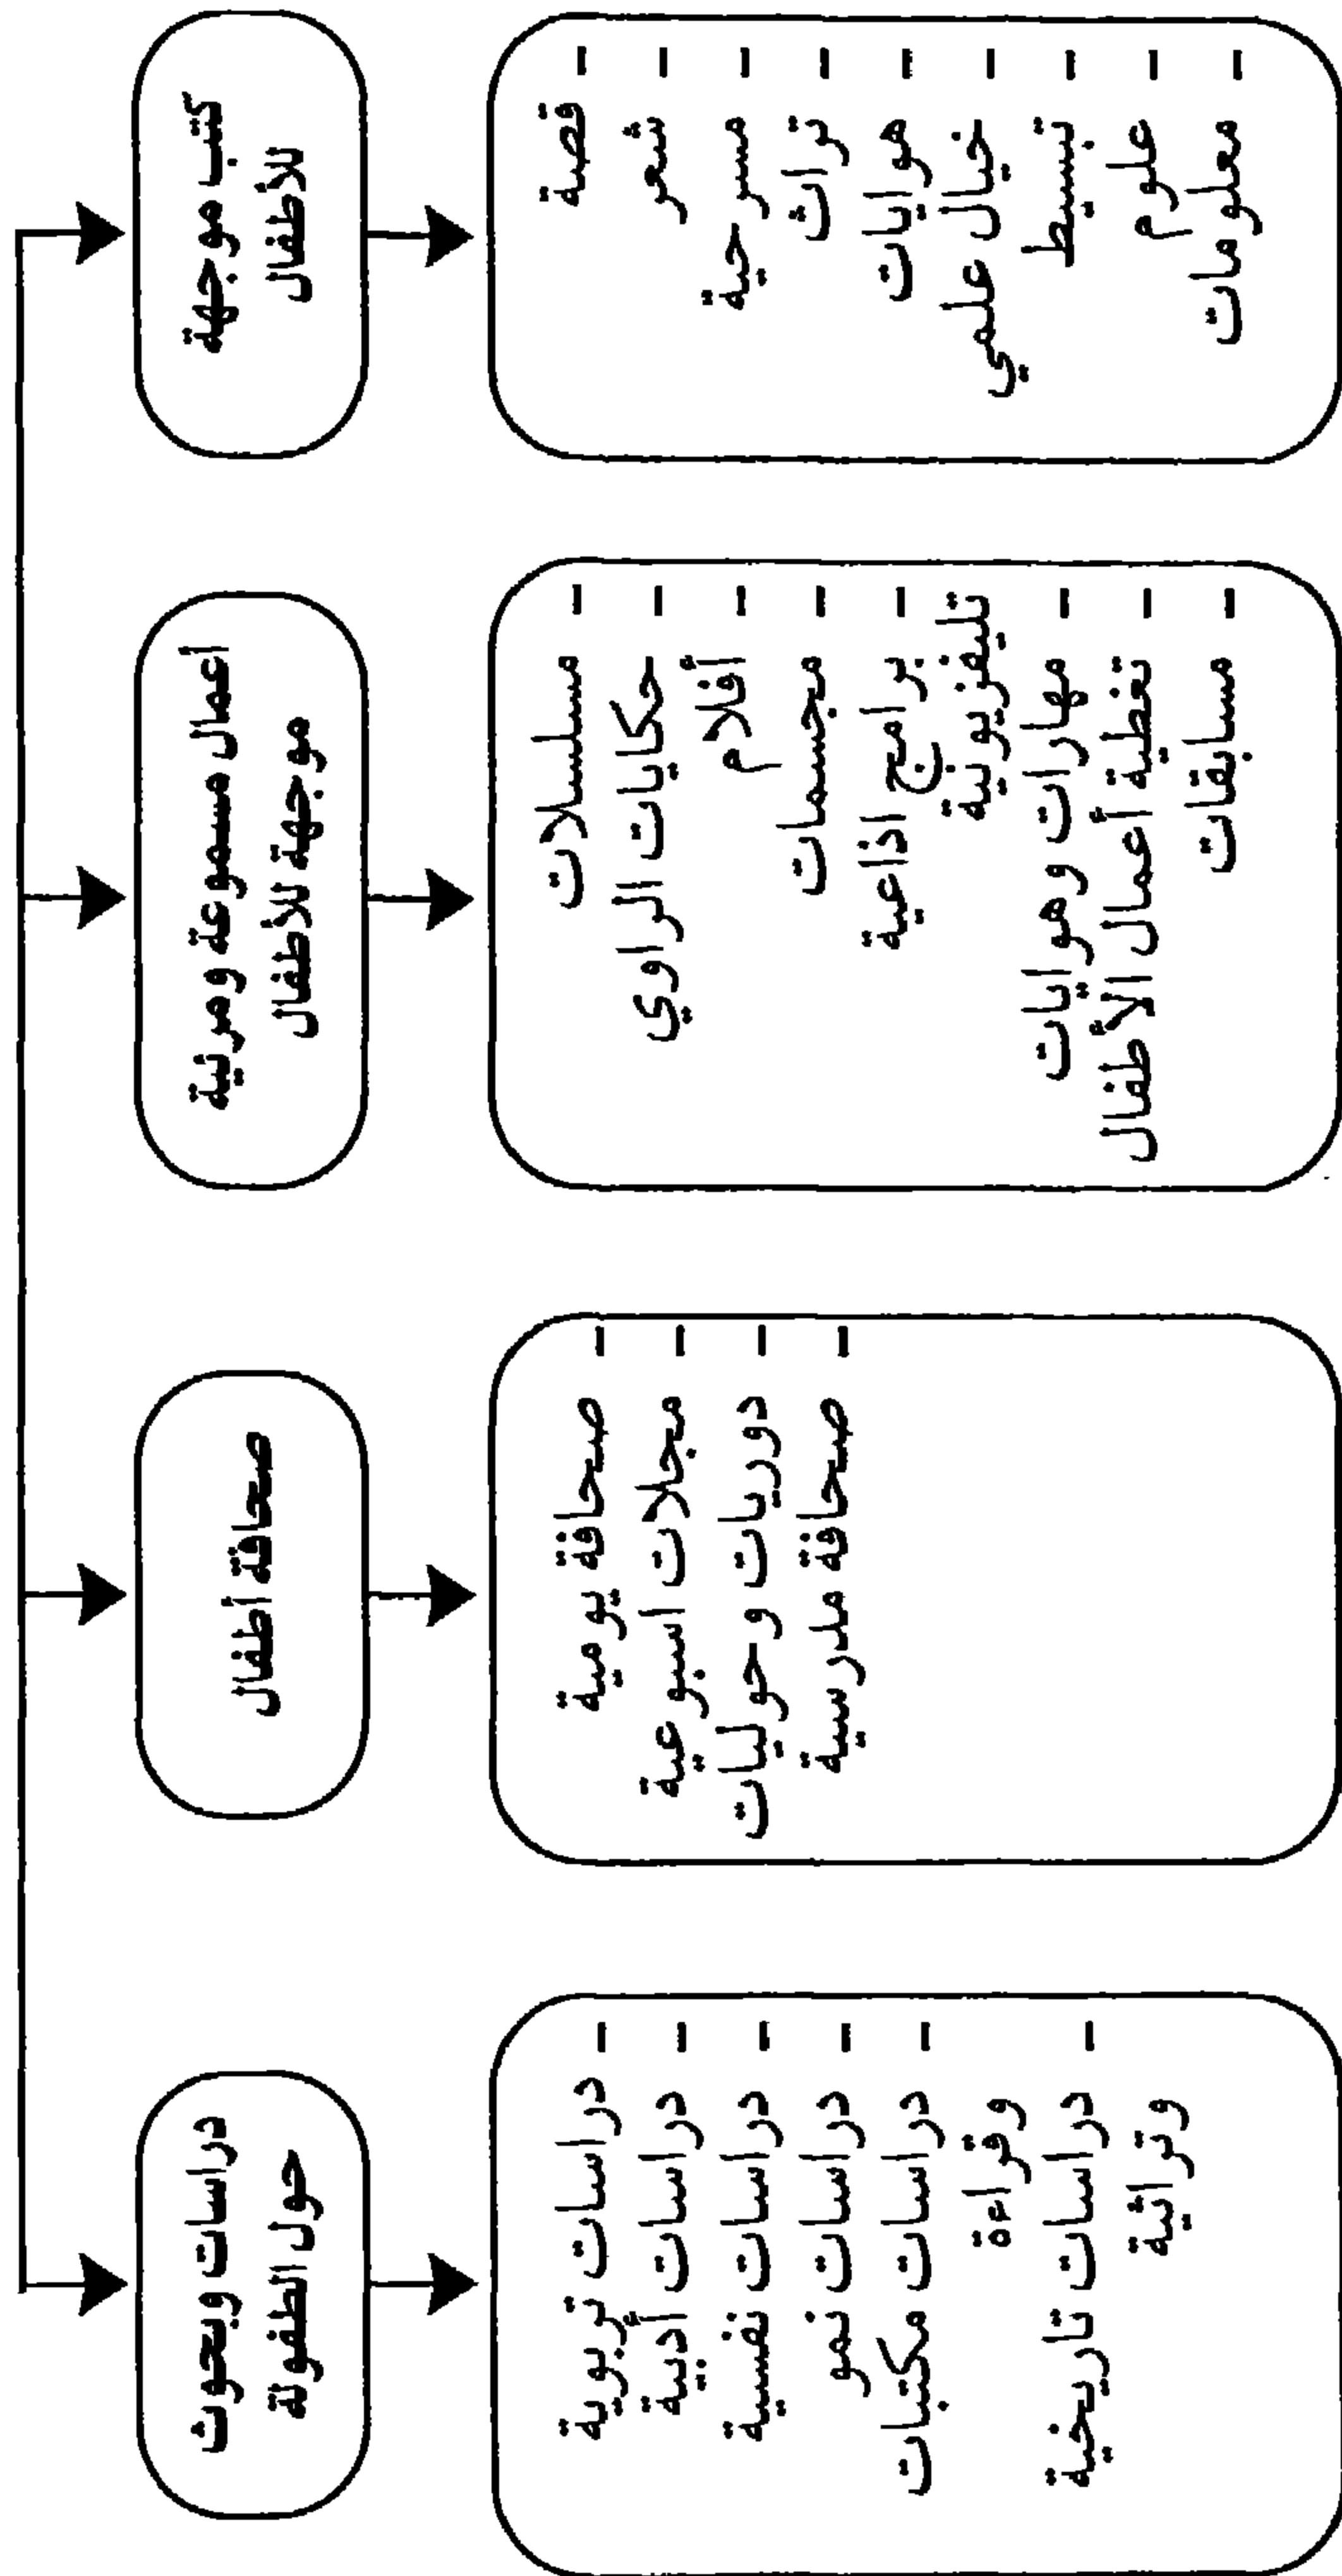 كتب موجهة
للأطفال
- قصة
- شعر
- مسرحية
- تراث
- هوايات
- خيال علمي
- تبسيط
- علوم
- معلومات
أعمال مسموعة ومرئية
موجهة للأطفال
- مسلسلات
- حكايات الراوي
- أفلام
- مجسمات
- برامج اذاعية
تليفزيونية
- مهارات وهوايات
- تغطية أعمال الأطفال
- مسابقات
صحافة أطفال
- صحافة يومية
- مجلات اسبوعية
- دوريات وحوليات
- صحافة مدرسية
دراسات وبحوث
حول الطفولة
- دراسات تربوية
- دراسات أدبية
- دراسات نفسية
- دراسات نمو
- دراسات مكتبات
وقراءة
- دراسات تاريخية
وتراثية